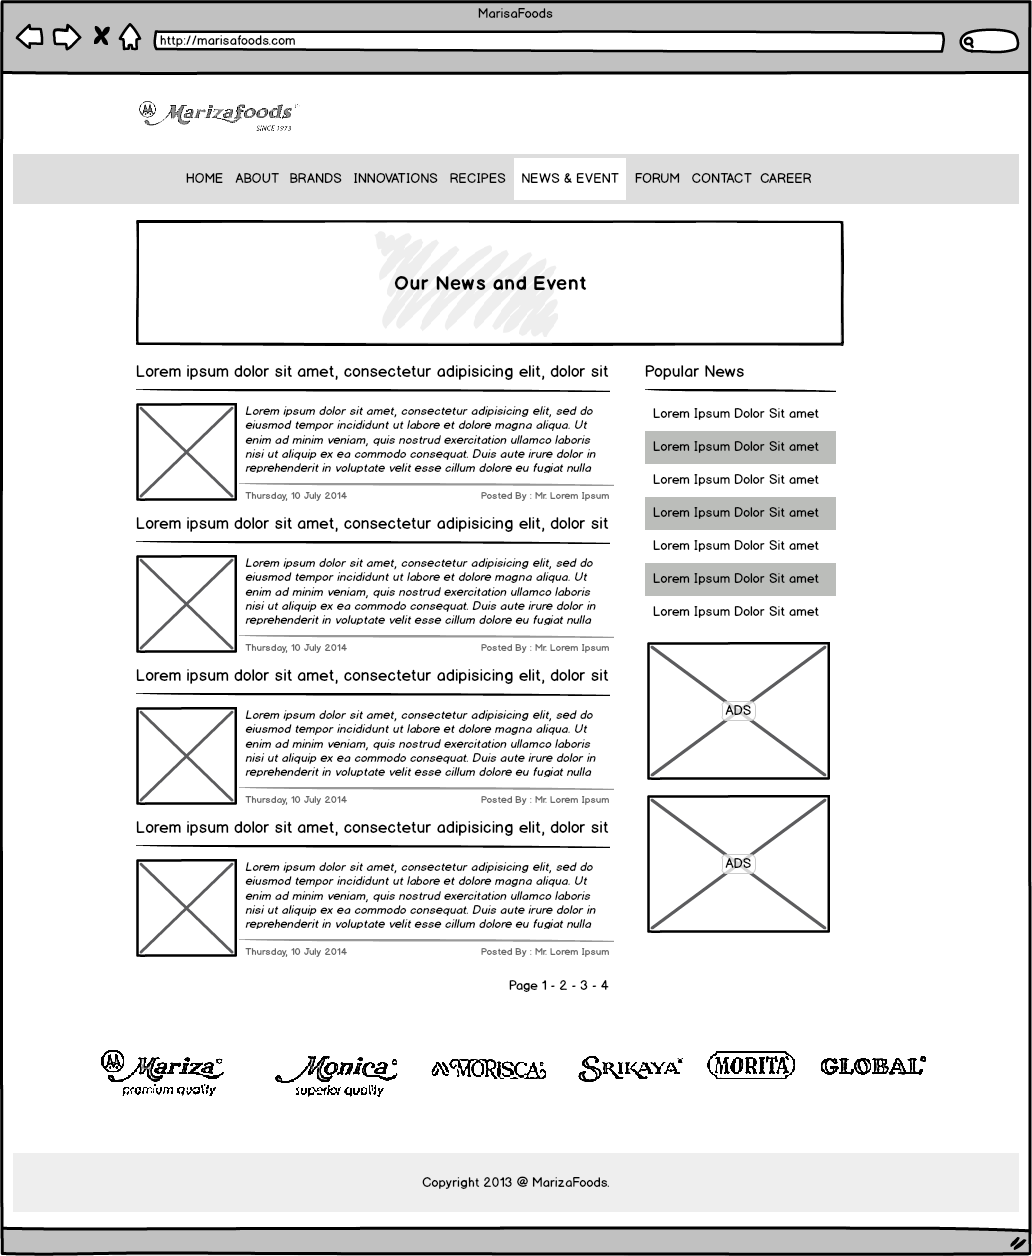 MarisaFoods
http://marisafoods.com
Marizafoods
SINCE 1973
HOME ABOUT BRANDS INNOVATIONS RECIPES NEWS & EVENT FORUM CONTACT CAREER
Our News and Event
Lorem ipsum dolor sit amet, consectetur adipisicing elit, dolor sit
Lorem ipsum dolor sit amet, consectetur adipisicing elit, sed do
eiusmod tempor incididunt ut labore et dolore magna aliqua. Ut
enim ad minim veniam, quis nostrud exercitation ullamco laboris
nisi ut aliquip ex ea commodo consequat. Duis aute irure dolor in
reprehenderit in voluptate velit esse cillum dolore eu fugiat nulla
Thursday, 10 July 2014 Posted By : Mr. Lorem Ipsum
Lorem ipsum dolor sit amet, consectetur adipisicing elit, dolor sit
Lorem ipsum dolor sit amet, consectetur adipisicing elit, sed do
eiusmod tempor incididunt ut labore et dolore magna aliqua. Ut
enim ad minim veniam, quis nostrud exercitation ullamco laboris
nisi ut aliquip ex ea commodo consequat. Duis aute irure dolor in
reprehenderit in voluptate velit esse cillum dolore eu fugiat nulla
Thursday, 10 July 2014 Posted By : Mr. Lorem Ipsum
Lorem ipsum dolor sit amet, consectetur adipisicing elit, dolor sit
Lorem ipsum dolor sit amet, consectetur adipisicing elit, sed do
eiusmod tempor incididunt ut labore et dolore magna aliqua. Ut
enim ad minim veniam, quis nostrud exercitation ullamco laboris
nisi ut aliquip ex ea commodo consequat. Duis aute irure dolor in
reprehenderit in voluptate velit esse cillum dolore eu fugiat nulla
Thursday, 10 July 2014 Posted By : Mr. Lorem Ipsum
Lorem ipsum dolor sit amet, consectetur adipisicing elit, dolor sit
Lorem ipsum dolor sit amet, consectetur adipisicing elit, sed do
eiusmod tempor incididunt ut labore et dolore magna aliqua. Ut
enim ad minim veniam, quis nostrud exercitation ullamco laboris
nisi ut aliquip ex ea commodo consequat. Duis aute irure dolor in
reprehenderit in voluptate velit esse cillum dolore eu fugiat nulla
Thursday, 10 July 2014 Posted By : Mr. Lorem Ipsum
Page 1 - 2 - 3 - 4
Popular News
Lorem Ipsum Dolor Sit amet
Lorem Ipsum Dolor Sit amet
Lorem Ipsum Dolor Sit amet
Lorem Ipsum Dolor Sit amet
Lorem Ipsum Dolor Sit amet
Lorem Ipsum Dolor Sit amet
Lorem Ipsum Dolor Sit amet
ADS
ADS
Mariza
premium quality
Monica
superior quality
MORISCA
SRIKAYA
MORITA
GLOBAL
Copyright 2013 @ MarizaFoods.